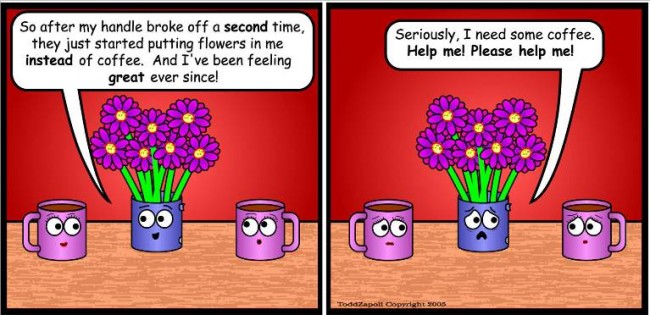 So after my handle broke off a second time,
they just started putting flowers in me
instead of coffee. And I've been feeling
great ever since!
Seriously, I need some coffee.
Help me! Please help me!
ToddZapoli Copyright 2005